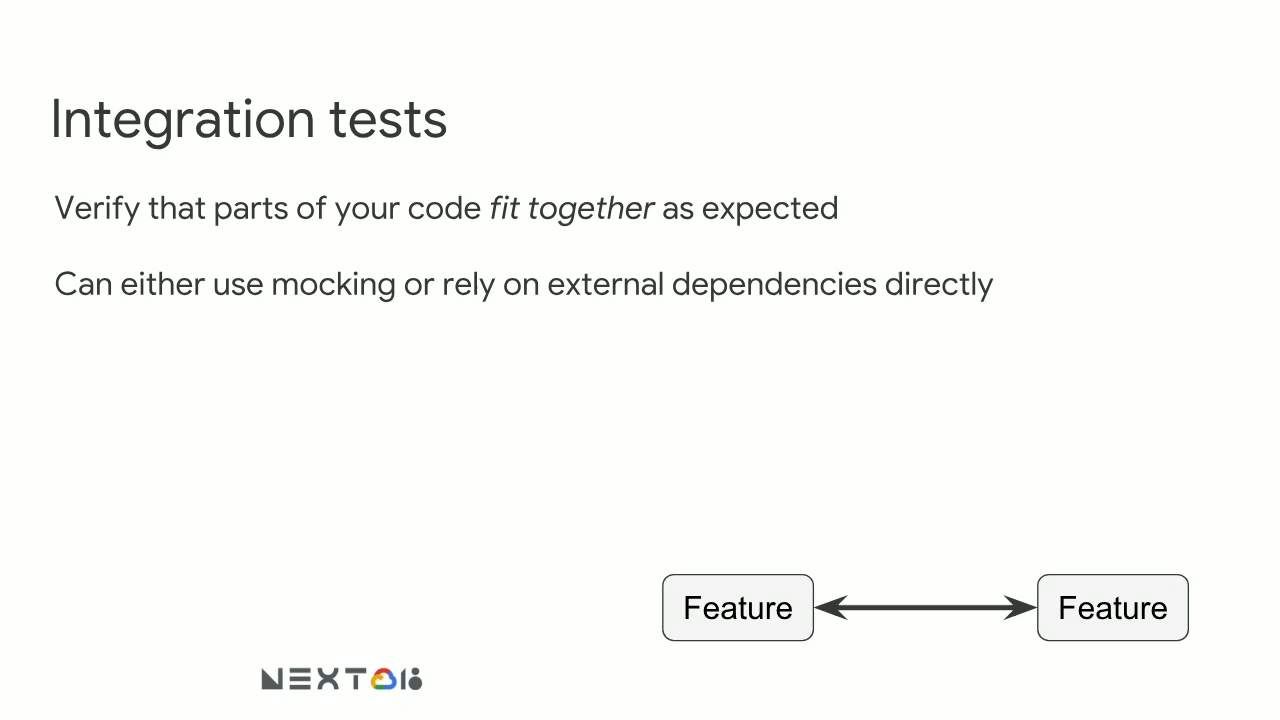 Integration tests
Verify that parts of your code fit together as expected
Can either use mocking or rely on external dependencies directly
Feature
Feature
NEXT 18